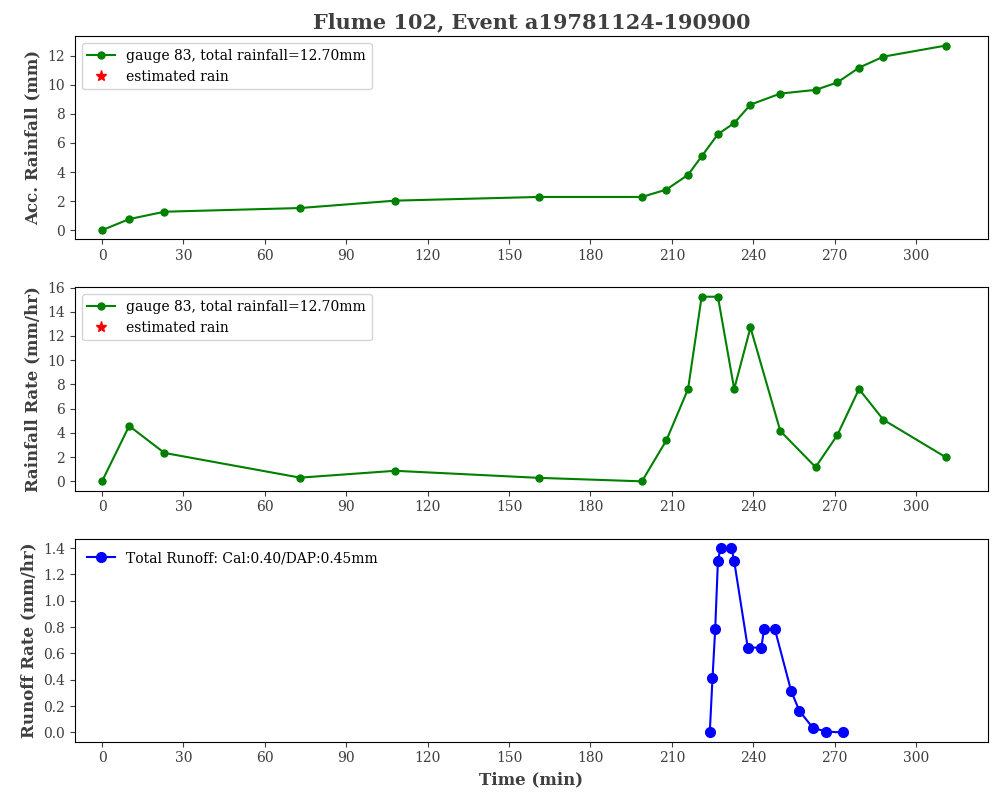 Flume 102, Event a19781124-190900
Acc. Rainfall (mm)
12
10
8
6
4
2
0
gauge 83, total rainfall=12.70mm
estimated rain
0 30 60 90 120 150 180 210 240 270 300
Rainfall Rate (mm/hr)
16
14
12
10
8
6
4
2
0
gauge 83, total rainfall=12.70mm
estimated rain
0 30 60 90 120 150 180 210 240 270 300
Runoff Rate (mm/hr)
1.4
1.2
1.0
0.8
0.6
0.4
0.2
0.0
Total Runoff: Cal:0.40/DAP:0.45mm
0 30 60 90 120 150 180 210 240 270 300
Time (min)